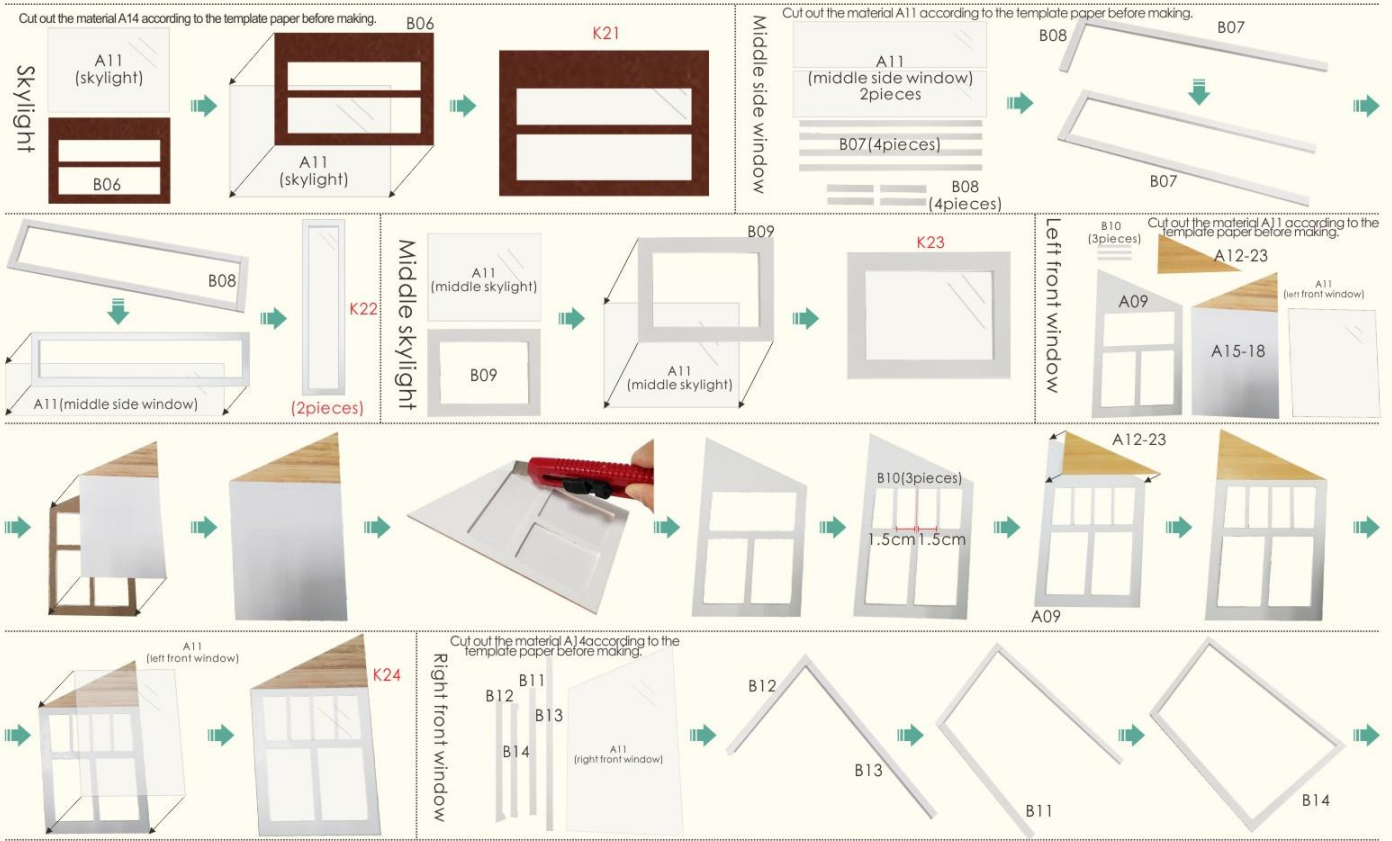 Cut out the material A14 according to the template paper before making.
Skylight
A11
(skylight)
B06
B06
A11
(skylight)
K21
Cut out the material A11 according to the template paper before making.
Middle side window
A11
(middle side window)
2pieces
B07(4pieces)
B08
(4pieces)
B08
B07
B07
B08
A11(middle side window)
K22
(2pieces)
Middle skylight
A11
(middle skylight)
B09
B09
A11
(middle skylight)
K23
Left front window
Cut out the material A11 according to the
template paper before making.
B10
(3pieces)
A12-23
A09
A15-18
A11
(left front window)
B10(3pieces)
1.5cm 1.5cm
A12-23
A09
A11
(left front window)
K24
Right front window
Cut out the material A14according to the
template paper before making.
B12
B14
B11
B13
A11
(right front window)
B12
B13
B11
B14